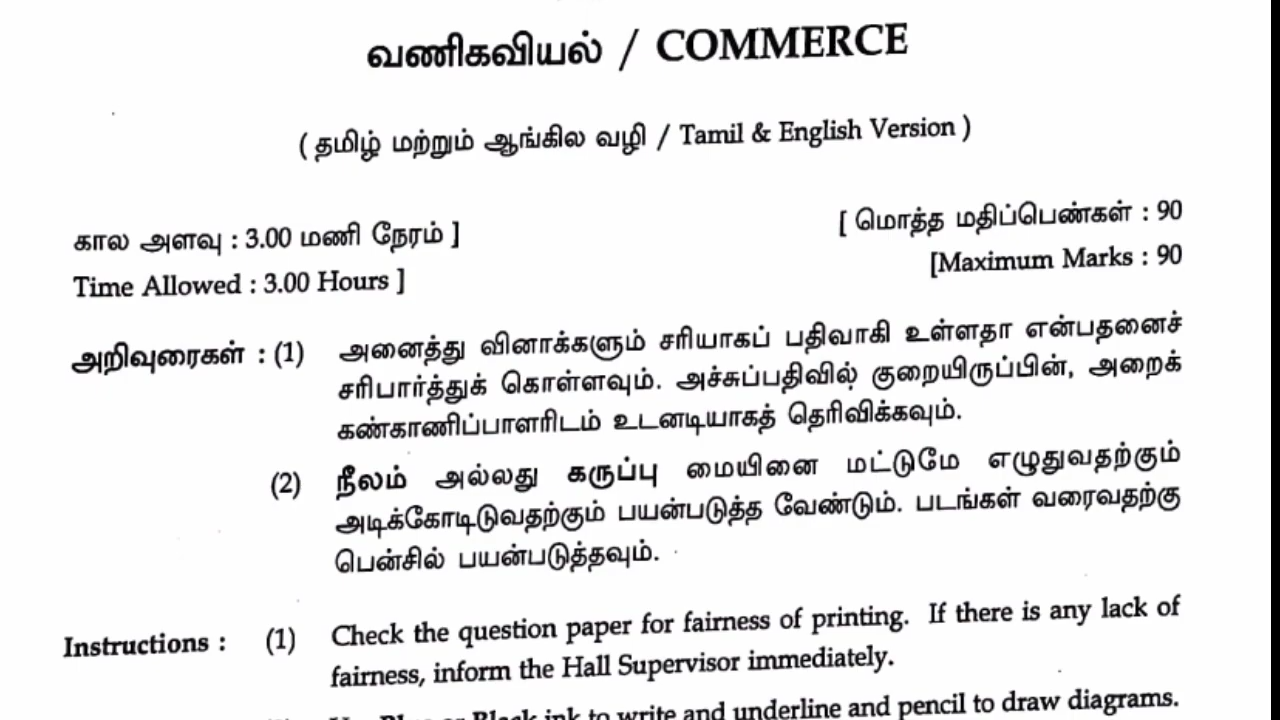 வணிகவியல் / COMMERCE
( தமிழ் மற்றும் ஆங்கில வழி / Tamil & English Version )
கால அளவு : 3.00 மணி நேரம் ] [ மொத்த மதிப்பெண்கள் : 90
Time Allowed : 3.00 Hours ] [Maximum Marks : 90
அறிவுரைகள் : (1) அனைத்து வினாக்களும் சரியாகப் பதிவாகி உள்ளதா என்பதனைச்
சரிபார்த்துக் கொள்ளவும். அச்சுப்பதிவில் குறையிருப்பின், அறைக்
கண்காணிப்பாளரிடம் உடனடியாகத் தெரிவிக்கவும்.
(2) நீலம் அல்லது கருப்பு மையினை மட்டுமே எழுதுவதற்கும்
அடிக்கோடிடுவதற்கும் பயன்படுத்த வேண்டும். படங்கள் வரைவதற்கு
பென்சில் பயன்படுத்தவும்.
Instructions : (1) Check the question paper for fairness of printing. If there is any lack of
fairness, inform the Hall Supervisor immediately.
Blue or Black ink to write and underline and pencil to draw diagrams.